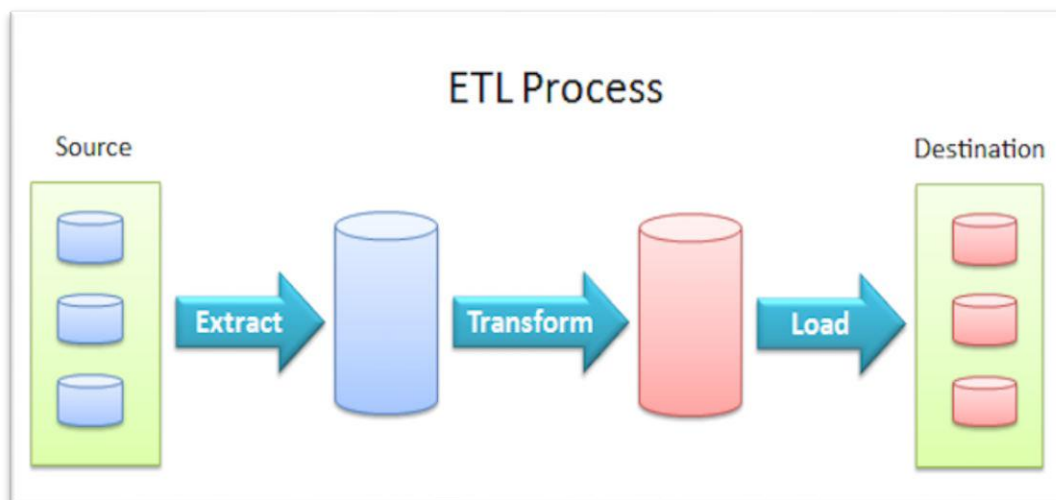 ETL Process
Source
Destination
Extract
Transform
Load